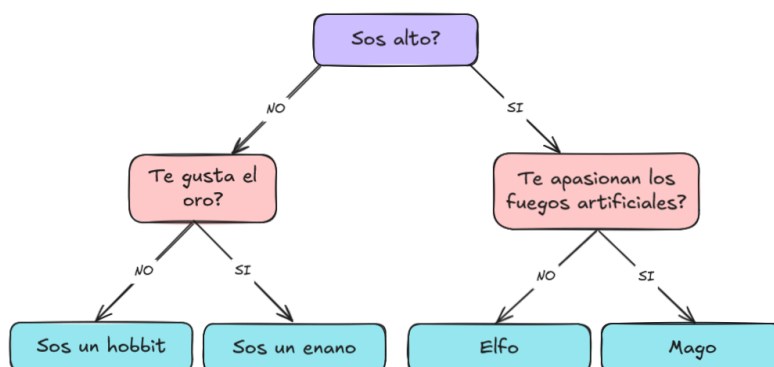 Sos alto?
NO
SI
Te gusta el
oro?
Te apasionan los
fuegos artificiales?
NO
SI
NO
SI
Sos un hobbit
Sos un enano
Elfo
Mago